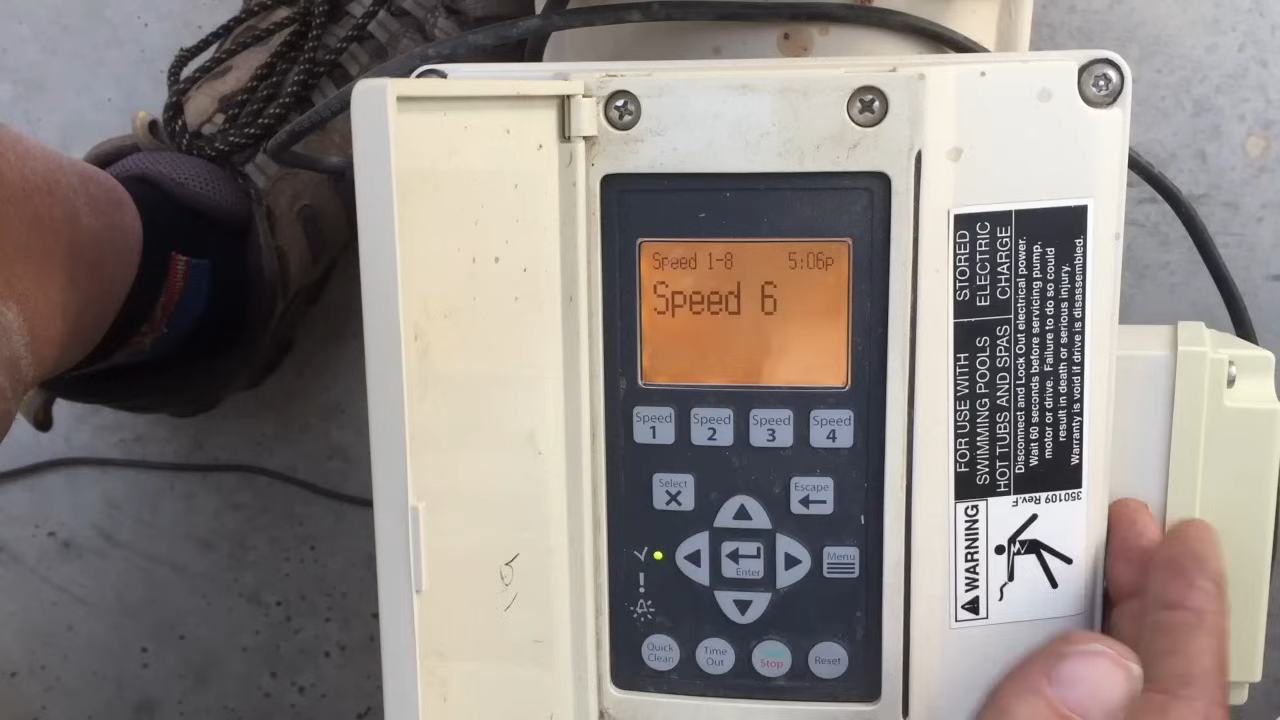 Speed 1-8 5:06p
Speed 6
Speed 1
Speed 2
Speed 3
Speed 4
Select
Escape
Enter
Menu
Quick Clean
Time Out
Stop
Reset
WARNING
FOR USE WITH
SWIMMING POOLS
HOT TUBS AND SPAS
STORED
ELECTRIC
CHARGE
Disconnect and Lock Out electrical power.
Wait 60 seconds before servicing pump,
motor or drive. Failure to do so could
result in death or serious injury.
Warranty is void if drive is disassembled.
350109 Rev.F